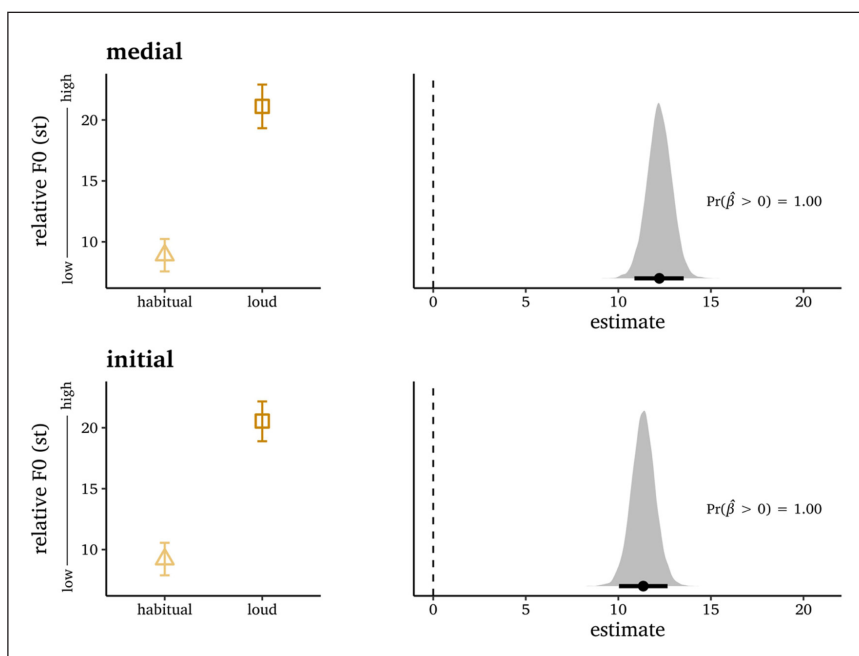 medial
relative F0 (st)
low
high
20
15
10
habitual
loud
Pr(β̂ > 0) = 1.00
0
5
10
15
20
estimate
initial
relative F0 (st)
low
high
20
15
10
habitual
loud
Pr(β̂ > 0) = 1.00
0
5
10
15
20
estimate